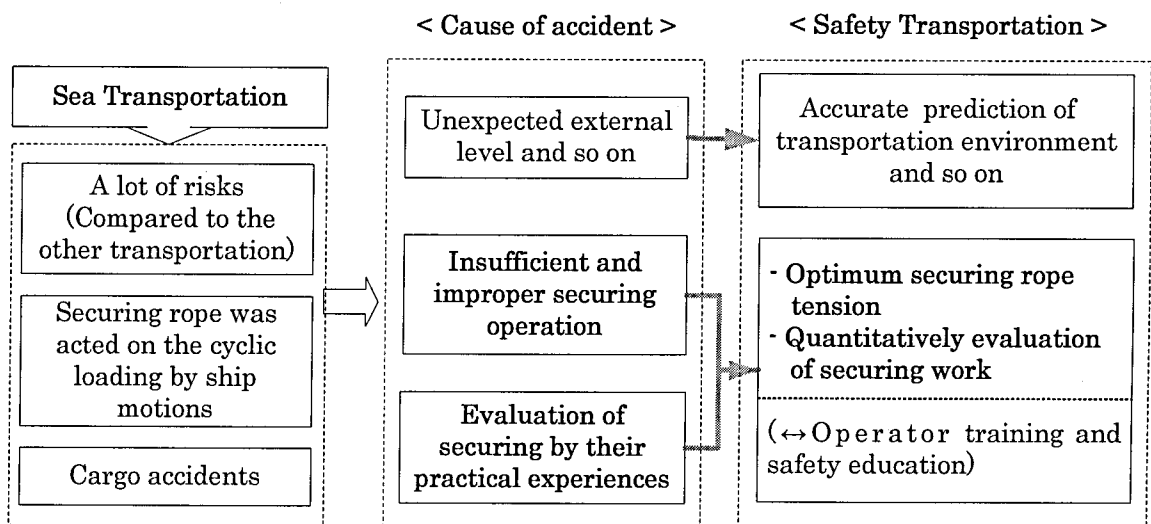 < Cause of accident >
< Safety Transportation >
Sea Transportation
A lot of risks
(Compared to the
other transportation)
Securing rope was
acted on the cyclic
loading by ship
motions
Cargo accidents
Unexpected external
level and so on
Insufficient and
improper securing
operation
Evaluation of
securing by their
practical experiences
Accurate prediction of
transportation environment
and so on
- Optimum securing rope
tension
- Quantitatively evaluation
of securing work
(↔Operator training and
safety education)